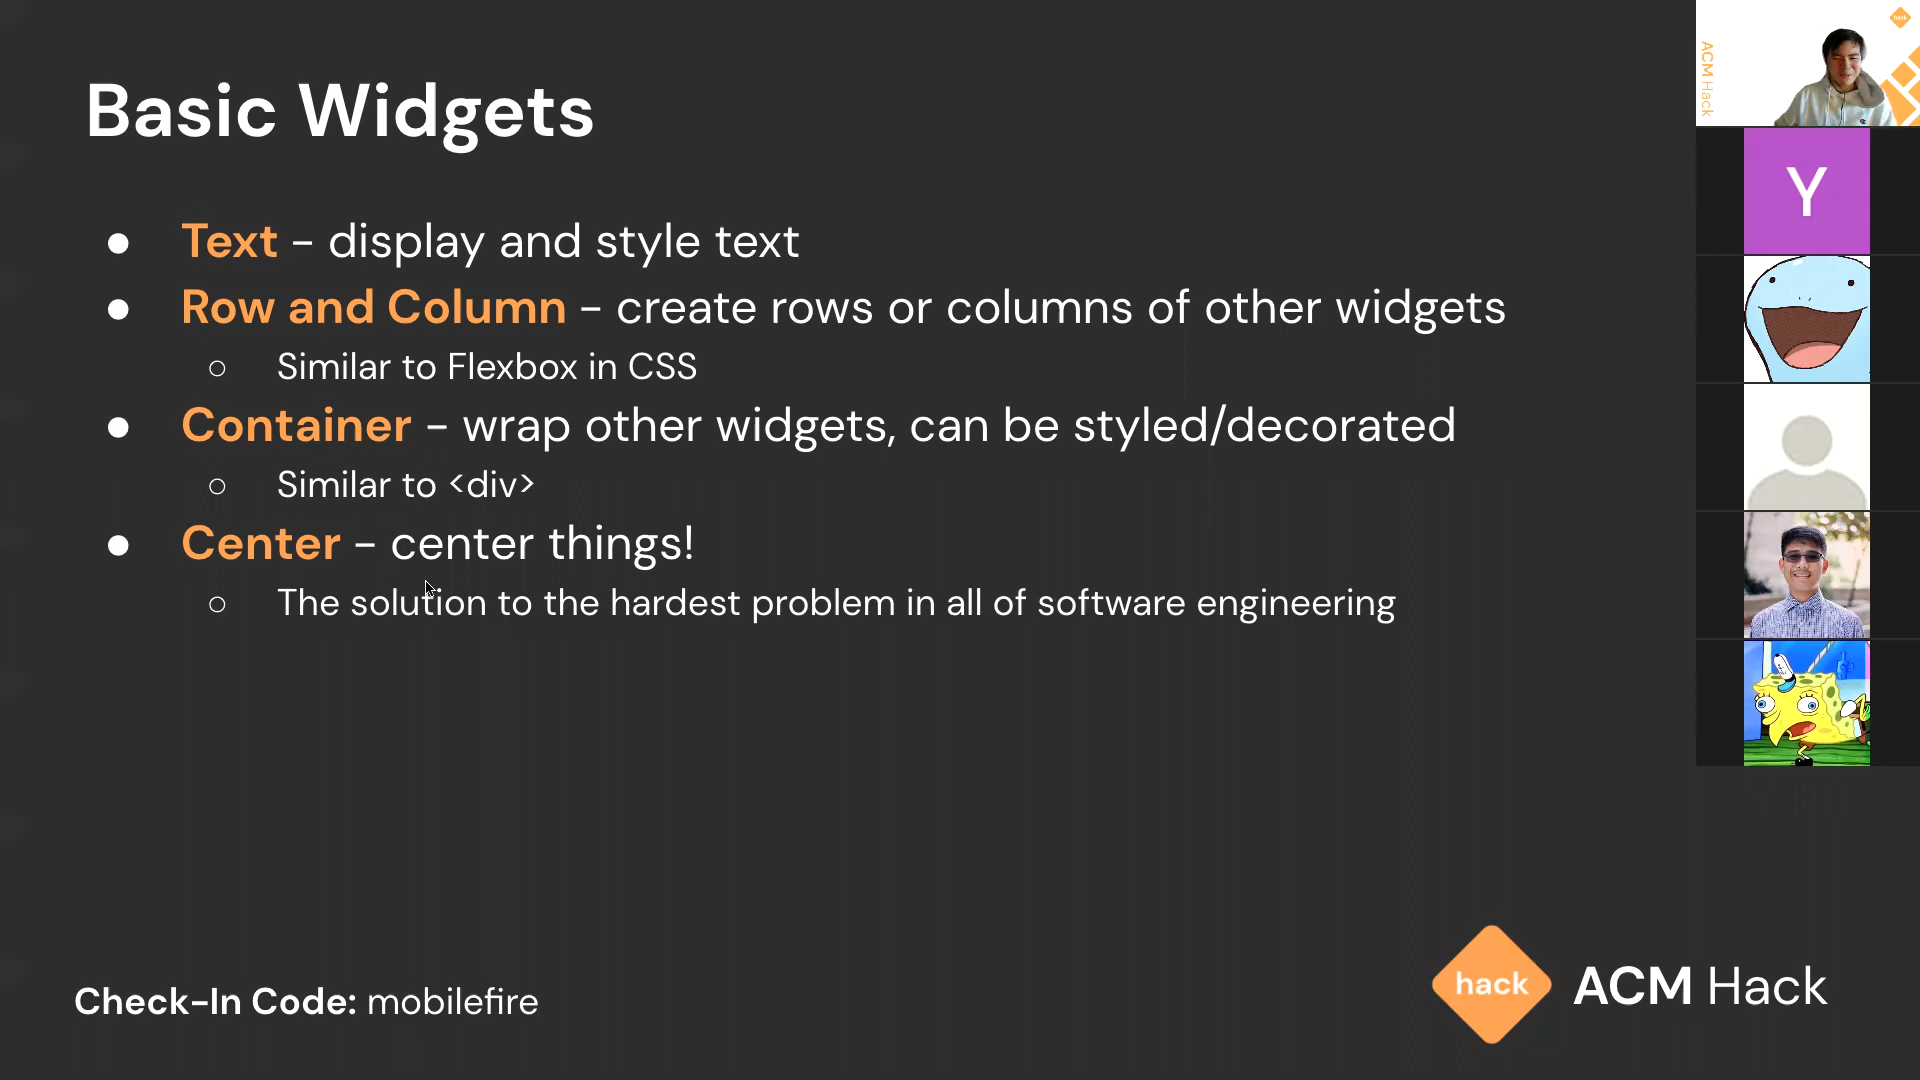 Basic Widgets
● Text - display and style text
● Row and Column - create rows or columns of other widgets
○ Similar to Flexbox in CSS
● Container - wrap other widgets, can be styled/decorated
○ Similar to <div>
● Center - center things!
○ The solution to the hardest problem in all of software engineering
Check-In Code: mobilefire
hack ACM Hack
ACM Hack
hack
Y